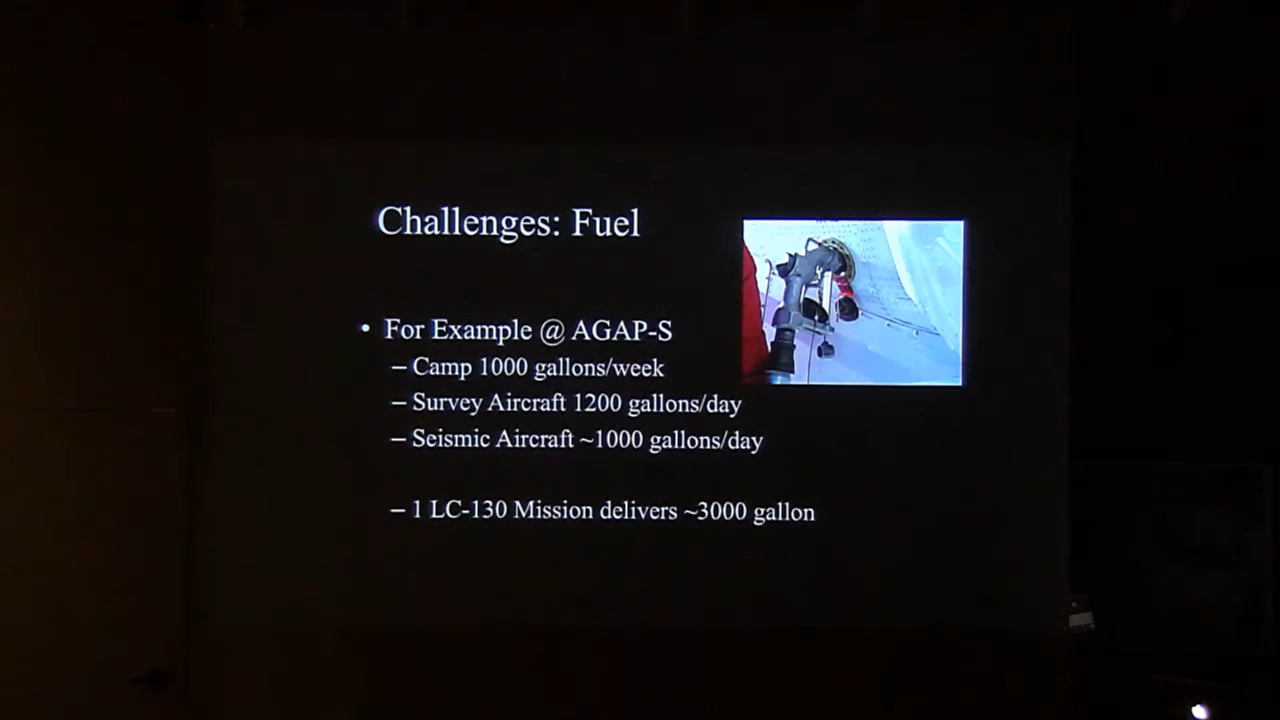 Challenges: Fuel
• For Example @ AGAP-S
– Camp 1000 gallons/week
– Survey Aircraft 1200 gallons/day
– Seismic Aircraft ~1000 gallons/day
– 1 LC-130 Mission delivers ~3000 gallon